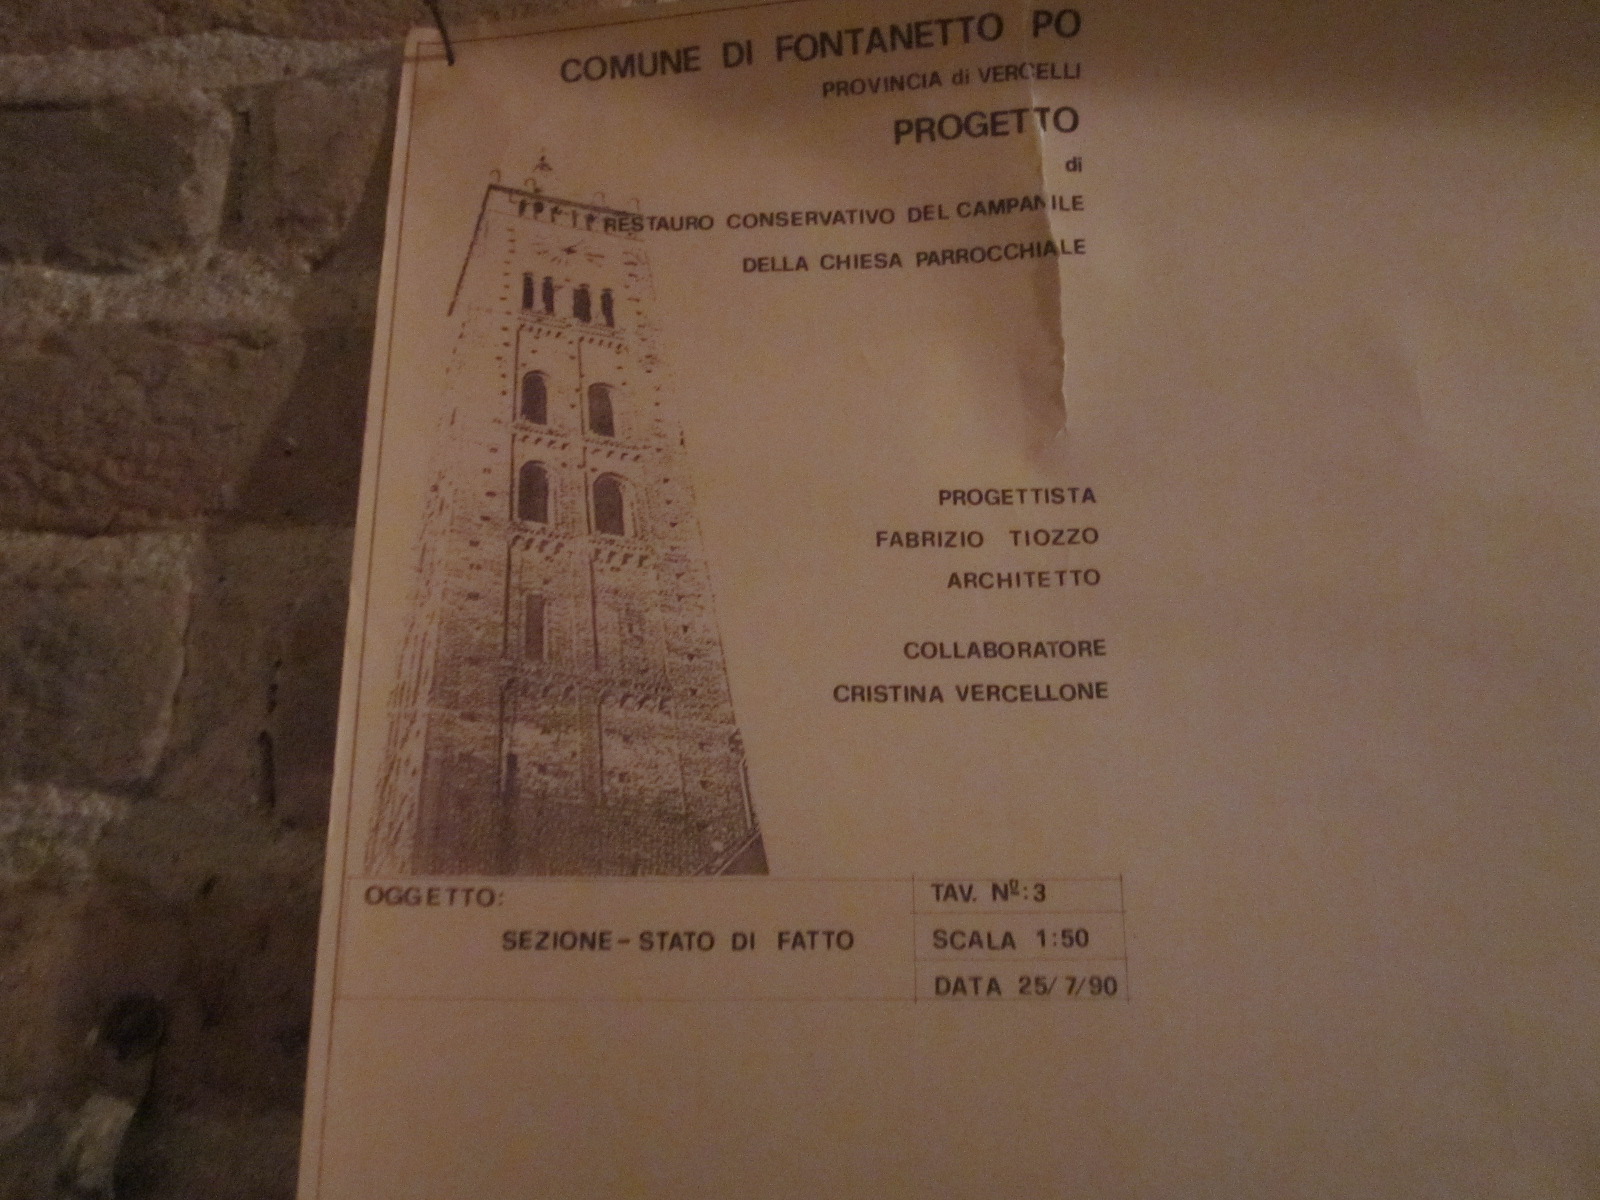 COMUNE DI FONTANETTO PO
PROVINCIA di VERCELLI
PROGETTO
di
RESTAURO CONSERVATIVO DEL CAMPANILE
DELLA CHIESA PARROCCHIALE
PROGETTISTA
FABRIZIO TIOZZO
ARCHITETTO
COLLABORATORE
CRISTINA VERCELLONE
OGGETTO:
SEZIONE - STATO DI FATTO
TAV. Nº: 3
SCALA 1:50
DATA 25/7/90